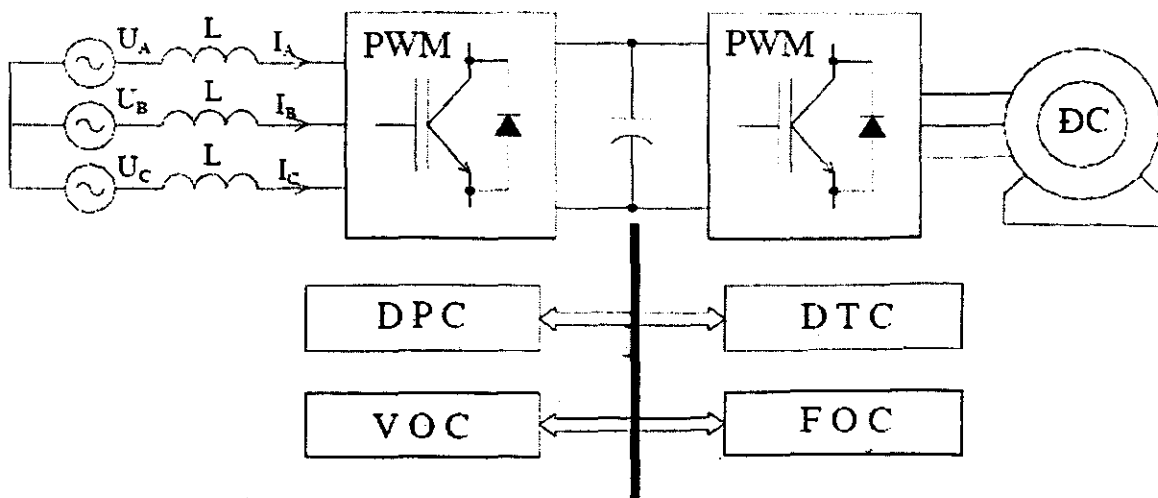 U_A L I_A PWM PWM
U_B L I_B ĐC
U_C L I_C
DPC DTC
VOC FOC